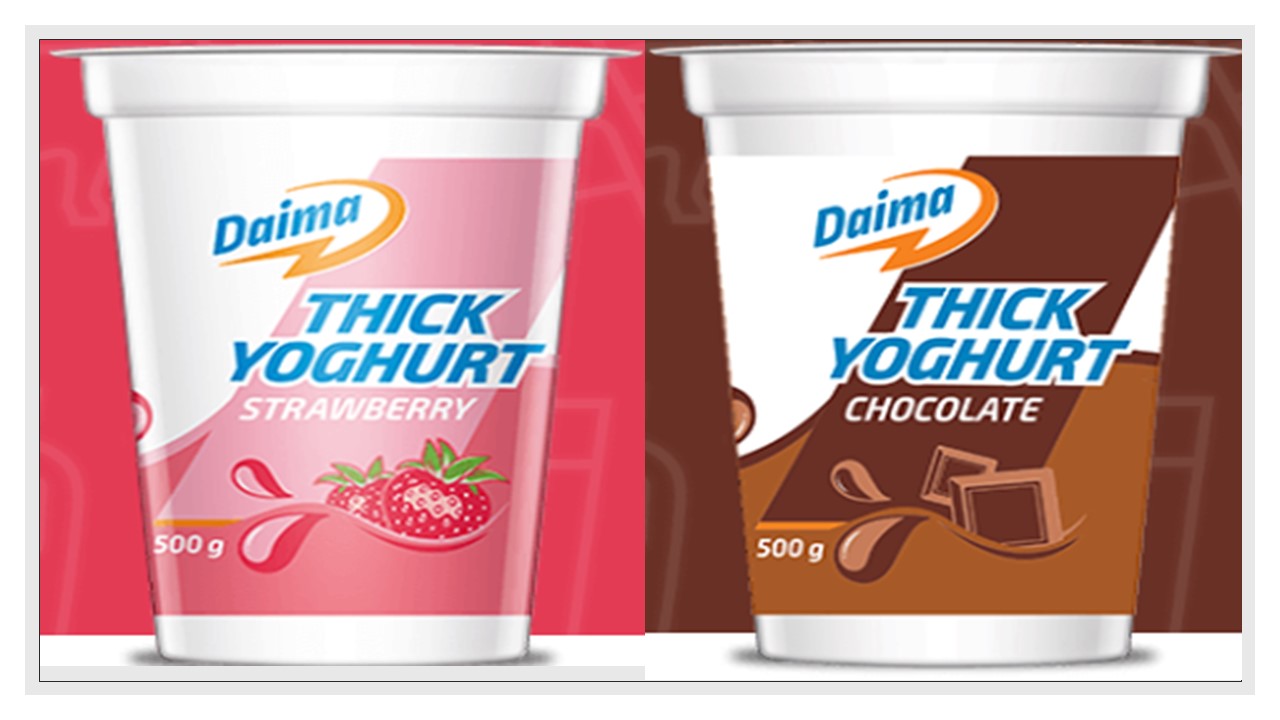 Daima
THICK
YOGHURT
STRAWBERRY
500 g
Daima
THICK
YOGHURT
CHOCOLATE
500 g